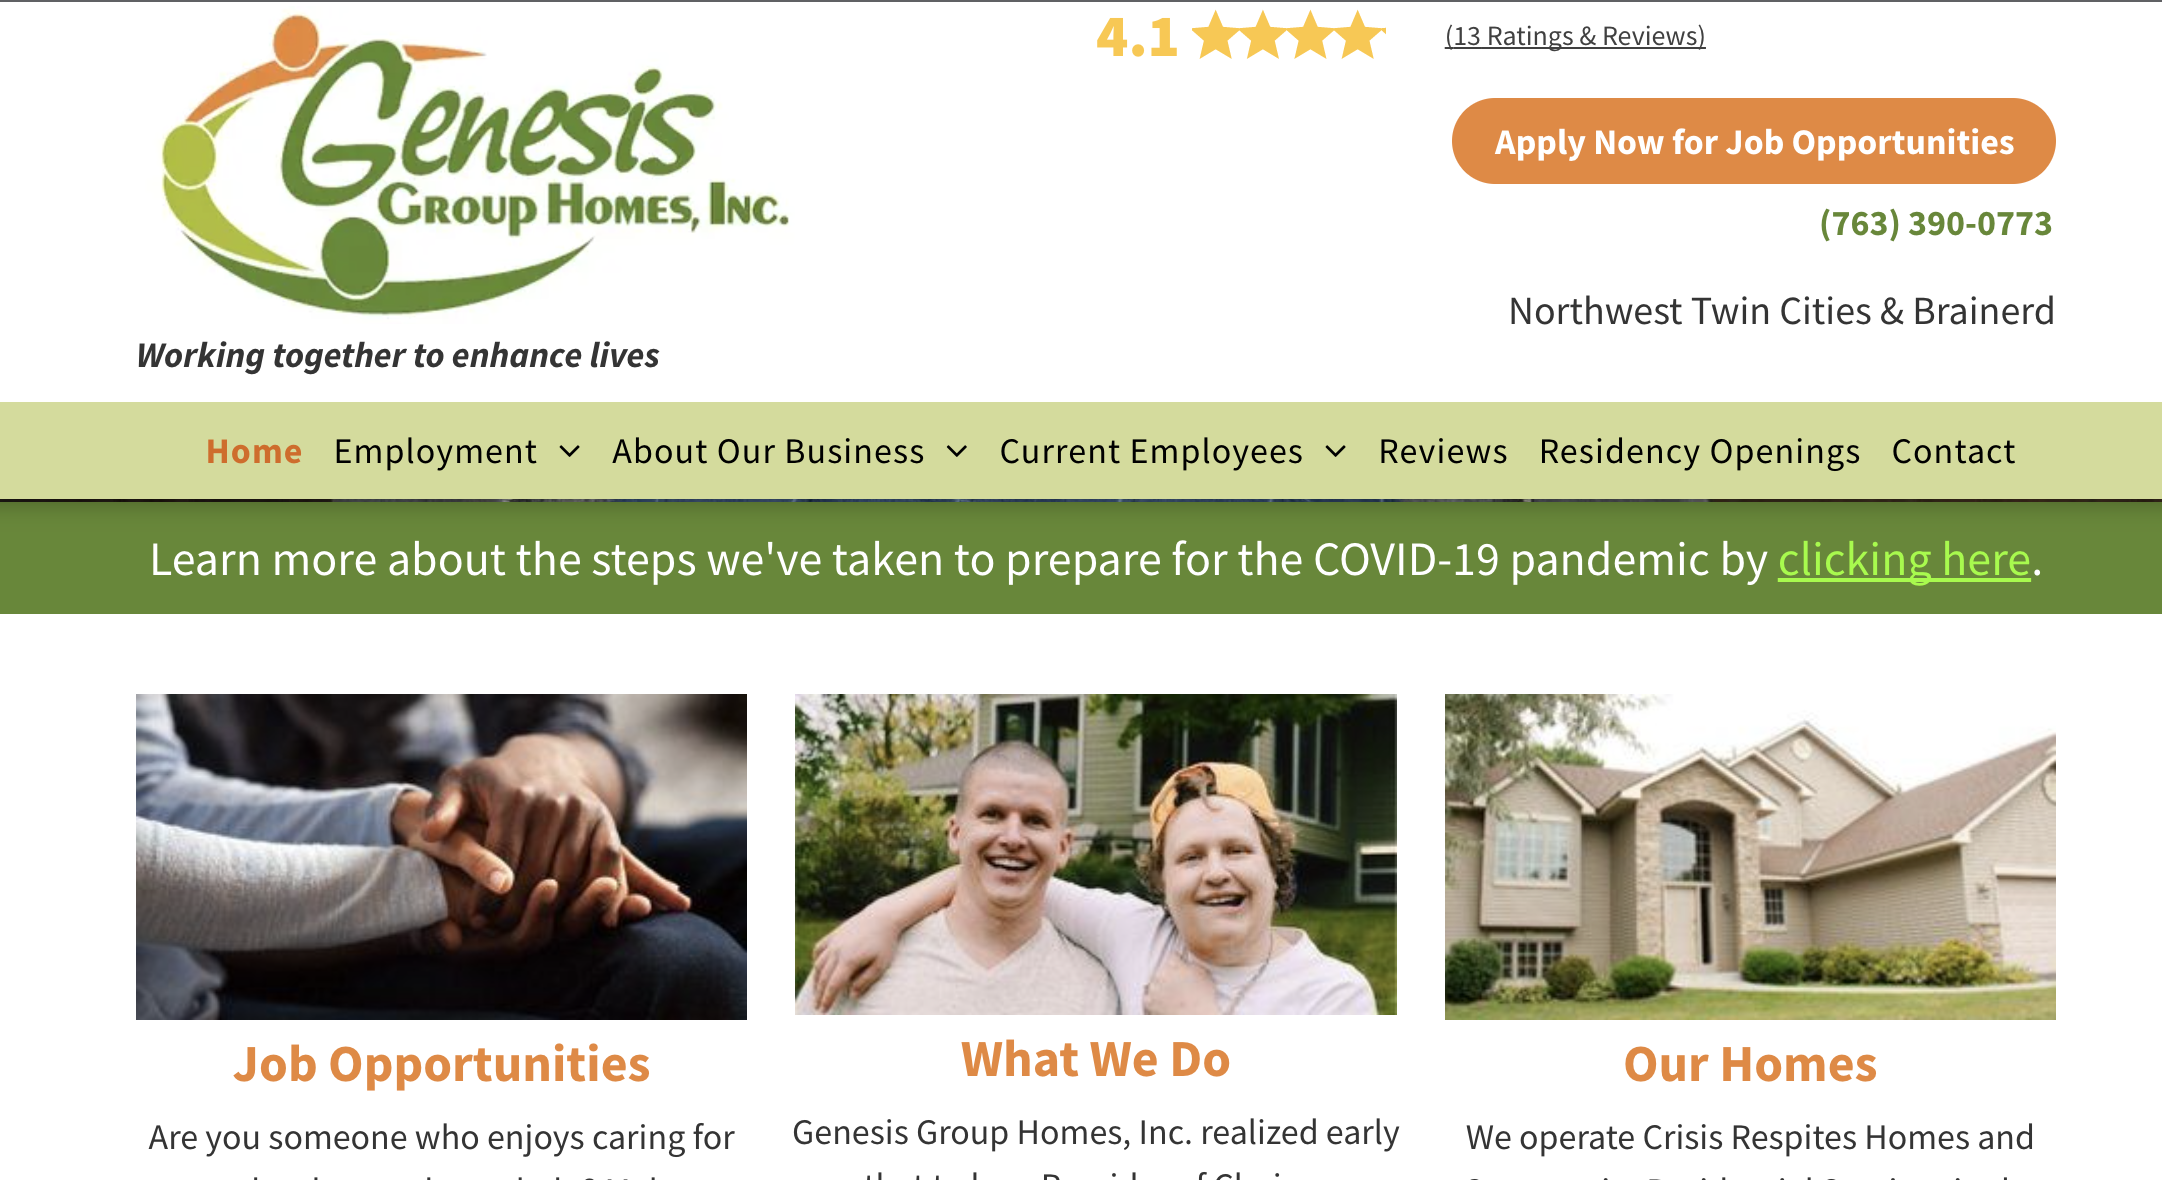 Genesis
Group Homes, Inc.
Working together to enhance lives
4.1
(13 Ratings & Reviews)
Apply Now for Job Opportunities
(763) 390-0773
Northwest Twin Cities & Brainerd
Home Employment About Our Business Current Employees Reviews Residency Openings Contact
Learn more about the steps we've taken to prepare for the COVID-19 pandemic by clicking here.
Job Opportunities
Are you someone who enjoys caring for
What We Do
Genesis Group Homes, Inc. realized early
Our Homes
We operate Crisis Respites Homes and